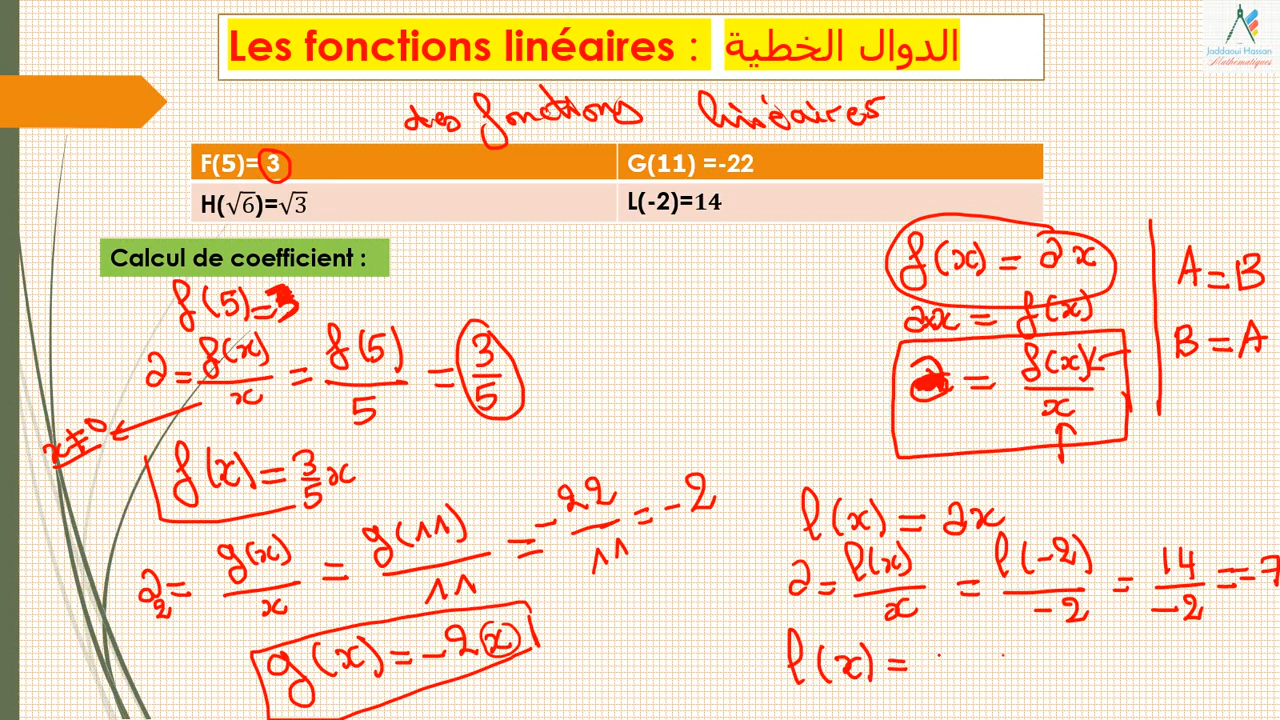 Les fonctions linéaires : الدوال الخطية
Jaddaoui Hassan
Mathématiques
des fonctions linéaires
F(5)= 3
G(11) =-22
H(√6)=√3
L(-2)=14
Calcul de coefficient :
f(5)=3
a = f(x)/x = f(5)/5 = 3/5
x≠0
f(x) = 3/5 x
a₂ = g(x)/x = g(11)/11 = -22/11 = -2
g(x) = -2x
f(x) = ax
ax = f(x)
a = f(x)/x
A = B
B = A
l(x) = ax
a = l(x)/x = l(-2)/-2 = 14/-2 = -7
l(x) =